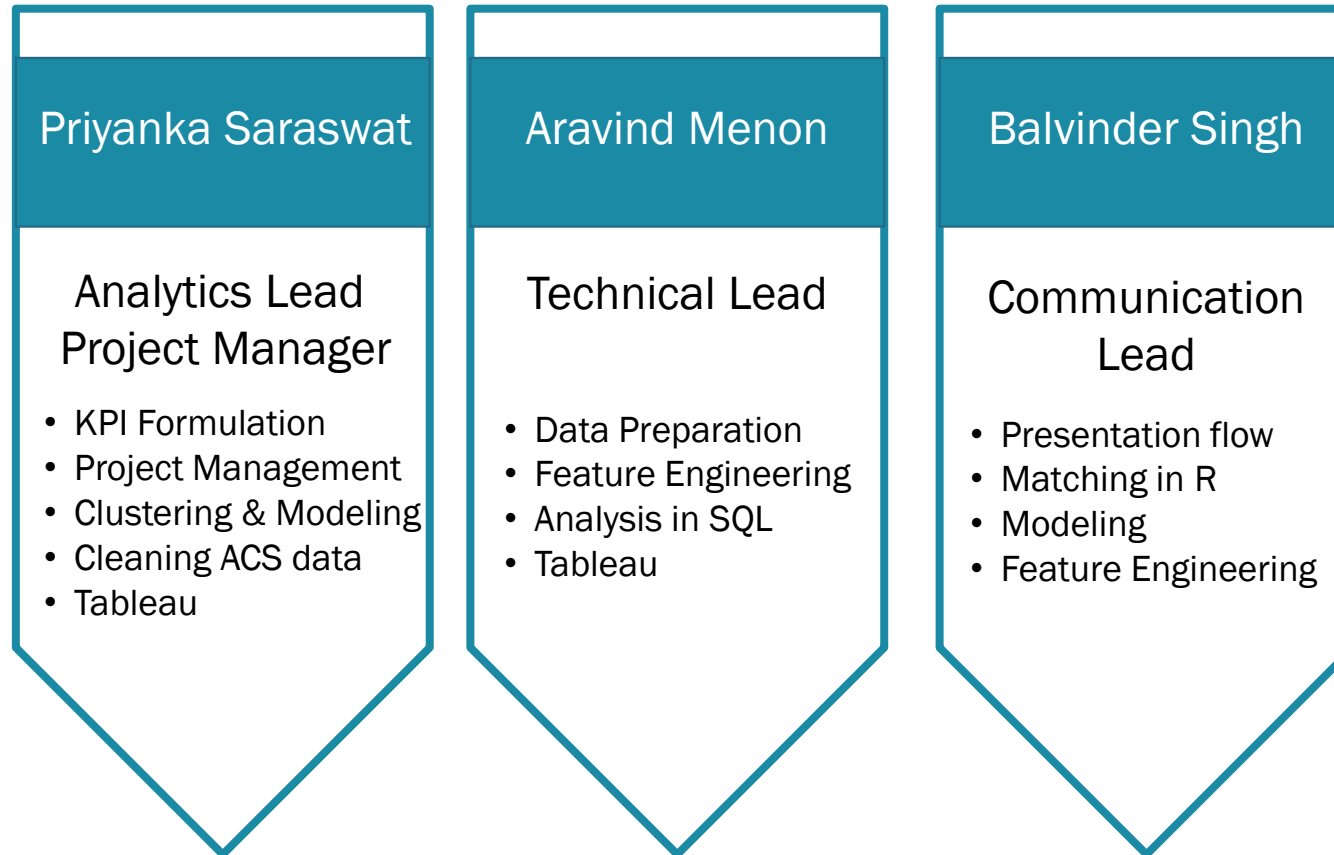 Priyanka Saraswat
Analytics Lead
Project Manager
• KPI Formulation
• Project Management
• Clustering & Modeling
• Cleaning ACS data
• Tableau
Aravind Menon
Technical Lead
• Data Preparation
• Feature Engineering
• Analysis in SQL
• Tableau
Balvinder Singh
Communication
Lead
• Presentation flow
• Matching in R
• Modeling
• Feature Engineering